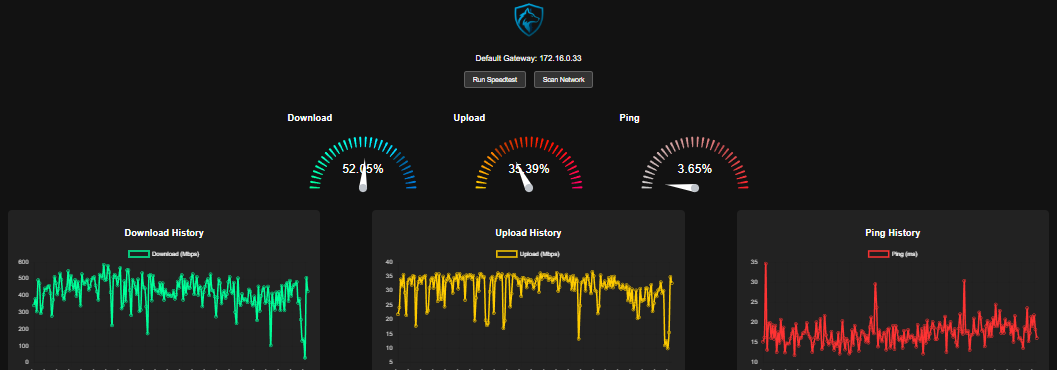 Default Gateway: 172.16.0.33
Run Speedtest Scan Network
Download Upload Ping
52.05% 35.39% 3.65%
Download History
Download (Mbps)
600
500
400
300
200
100
0
Upload History
Upload (Mbps)
40
35
30
25
20
15
10
5
Ping History
Ping (ms)
35
30
25
20
15
10